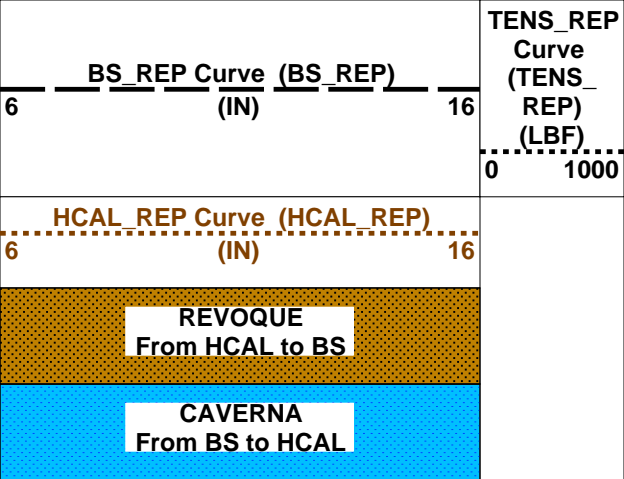 BS_REP Curve (BS_REP)
6 (IN) 16
TENS_REP
Curve
(TENS_
REP)
(LBF)
0 1000
HCAL_REP Curve (HCAL_REP)
6 (IN) 16
REVOQUE
From HCAL to BS
CAVERNA
From BS to HCAL